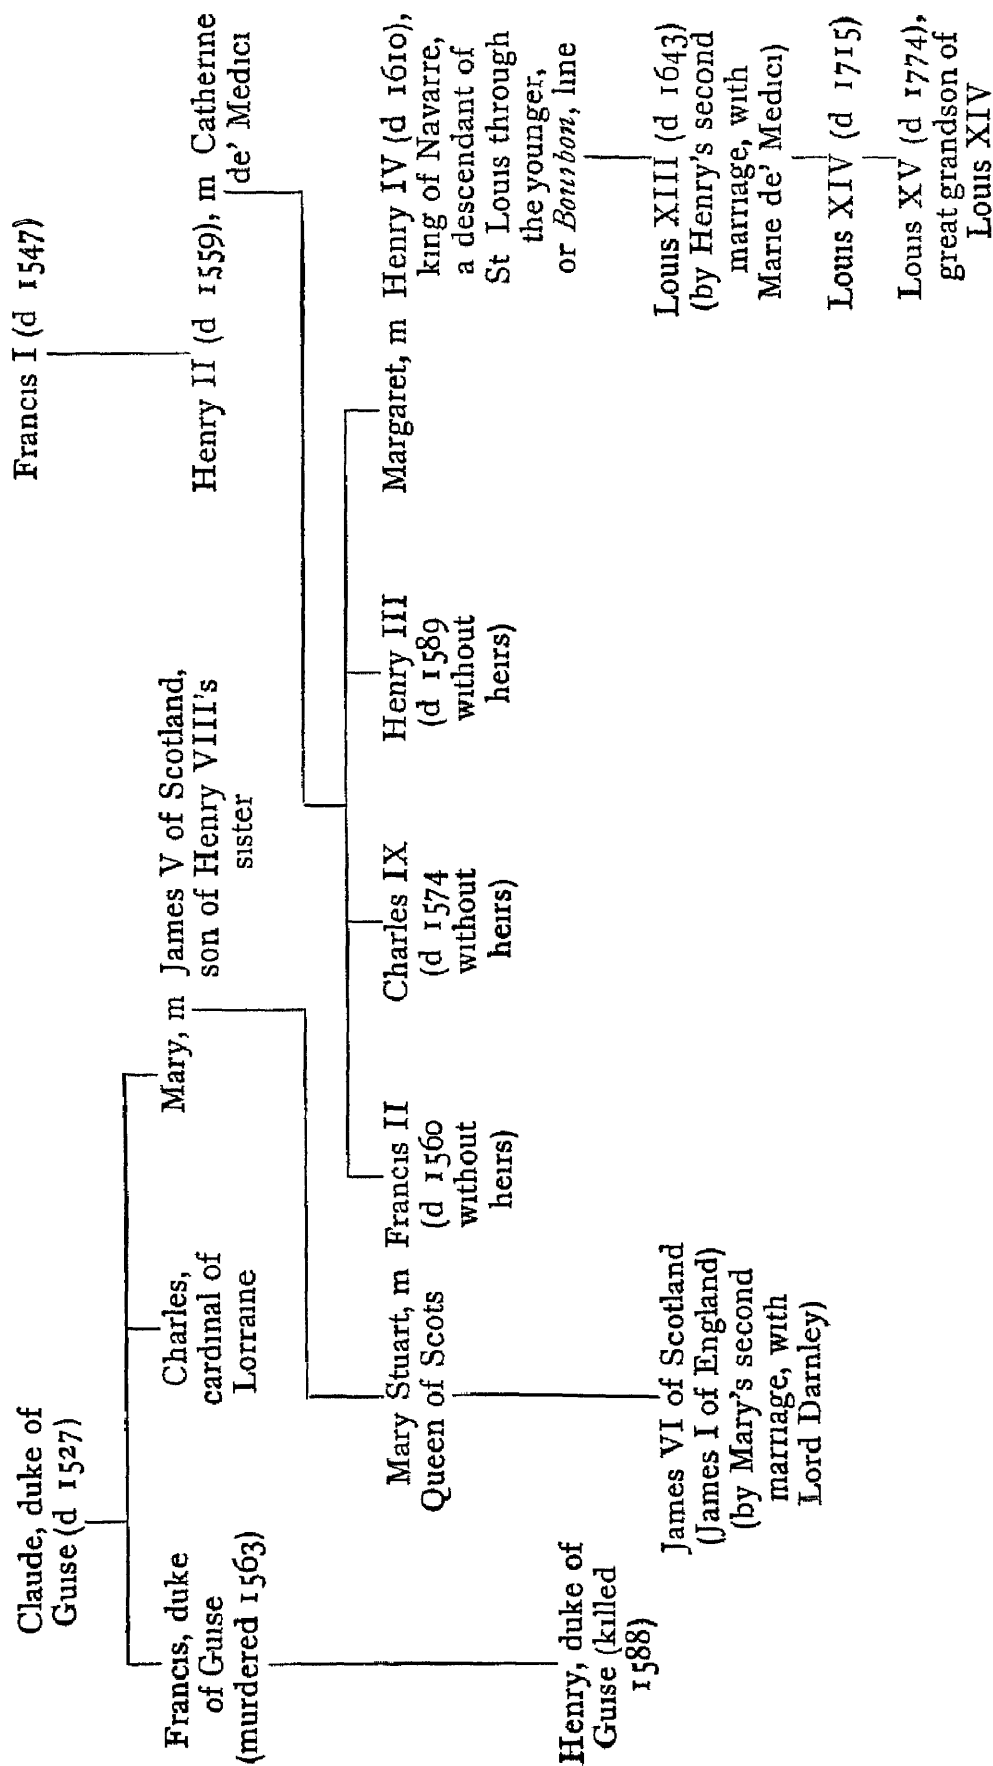 Claude, duke of
Guise (d 1527)
Francis I (d 1547)
Francis, duke
of Guise
(murdered 1563)
Charles,
cardinal of
Lorraine
Mary, m James V of Scotland,
son of Henry VIII's
sister
Henry II (d 1559), m Catherine
de' Medici
Mary Stuart, m Francis II
Queen of Scots
(d 1560
without
heirs)
Charles IX
(d 1574
without
heirs)
Henry III
(d 1589
without
heirs)
Margaret, m Henry IV (d 1610),
king of Navarre,
a descendant of
St Louis through
the younger,
or Bourbon, line
Henry, duke of
Guise (killed
1588)
James VI of Scotland
(James I of England)
(by Mary's second
marriage, with
Lord Darnley)
Louis XIII (d 1643)
(by Henry's second
marriage, with
Marie de' Medici)
Louis XIV (d 1715)
Louis XV (d 1774),
great grandson of
Louis XIV